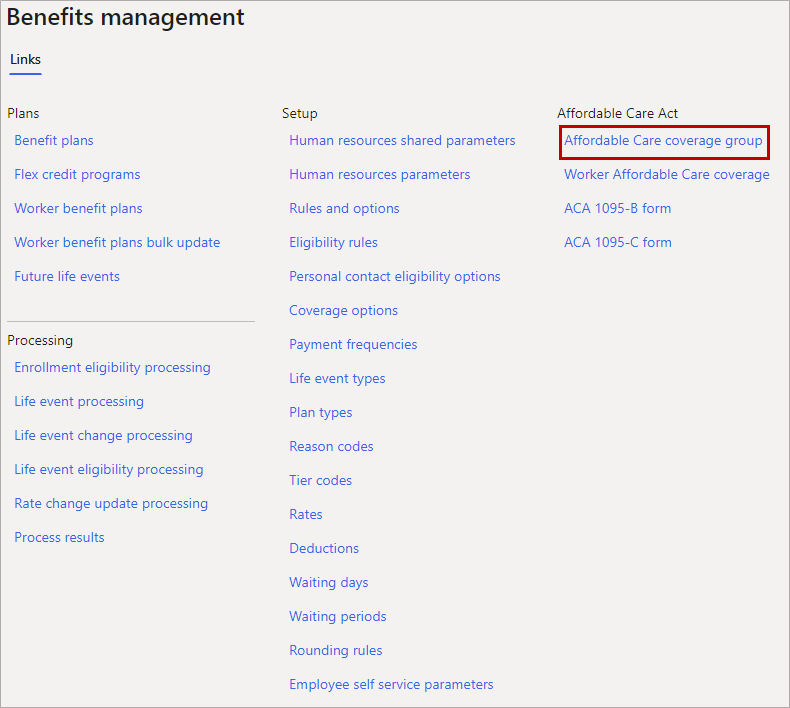 Benefits management
Links
Plans
Benefit plans
Flex credit programs
Worker benefit plans
Worker benefit plans bulk update
Future life events
Processing
Enrollment eligibility processing
Life event processing
Life event change processing
Life event eligibility processing
Rate change update processing
Process results
Setup
Human resources shared parameters
Human resources parameters
Rules and options
Eligibility rules
Personal contact eligibility options
Coverage options
Payment frequencies
Life event types
Plan types
Reason codes
Tier codes
Rates
Deductions
Waiting days
Waiting periods
Rounding rules
Employee self service parameters
Affordable Care Act
Affordable Care coverage group
Worker Affordable Care coverage
ACA 1095-B form
ACA 1095-C form